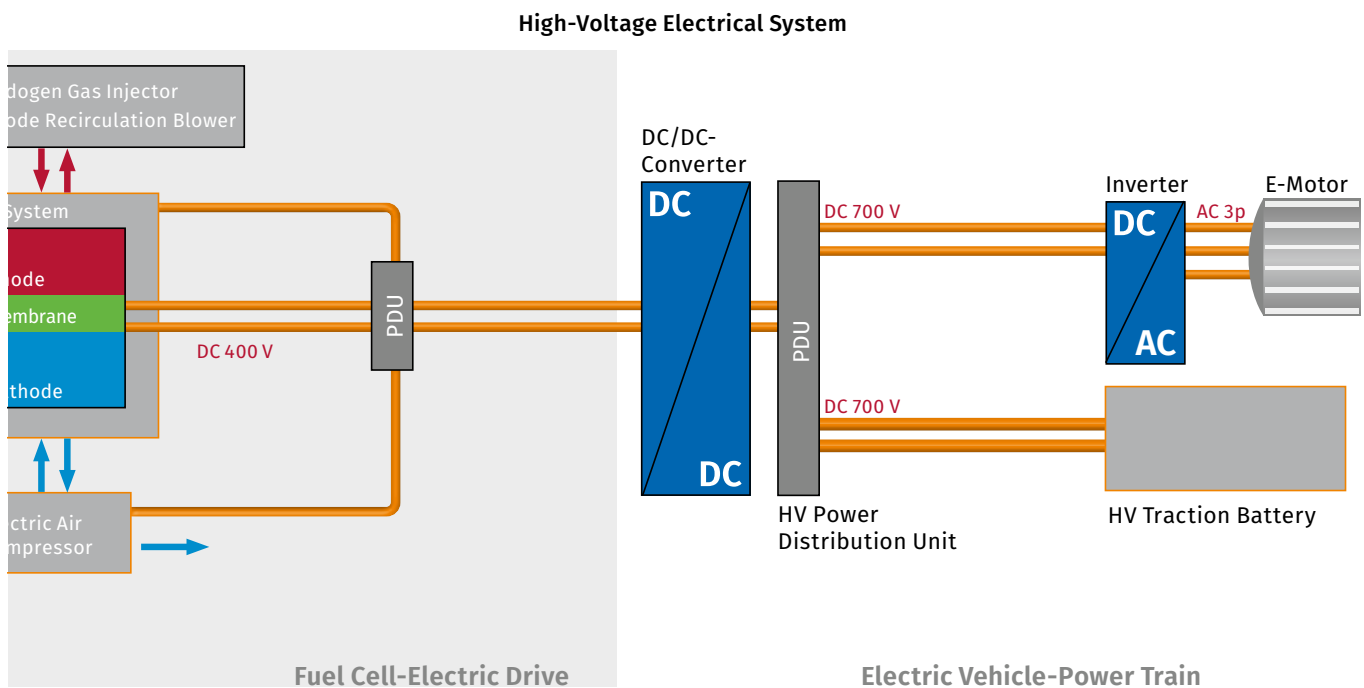 High-Voltage Electrical System
dogen Gas Injector
ode Recirculation Blower
System
node
embrane
thode
DC 400 V
ectric Air
mpressor
PDU
DC/DC-
Converter
DC
DC
PDU
HV Power
Distribution Unit
DC 700 V
DC 700 V
Inverter
DC
AC
AC 3p
E-Motor
HV Traction Battery
Fuel Cell-Electric Drive
Electric Vehicle-Power Train